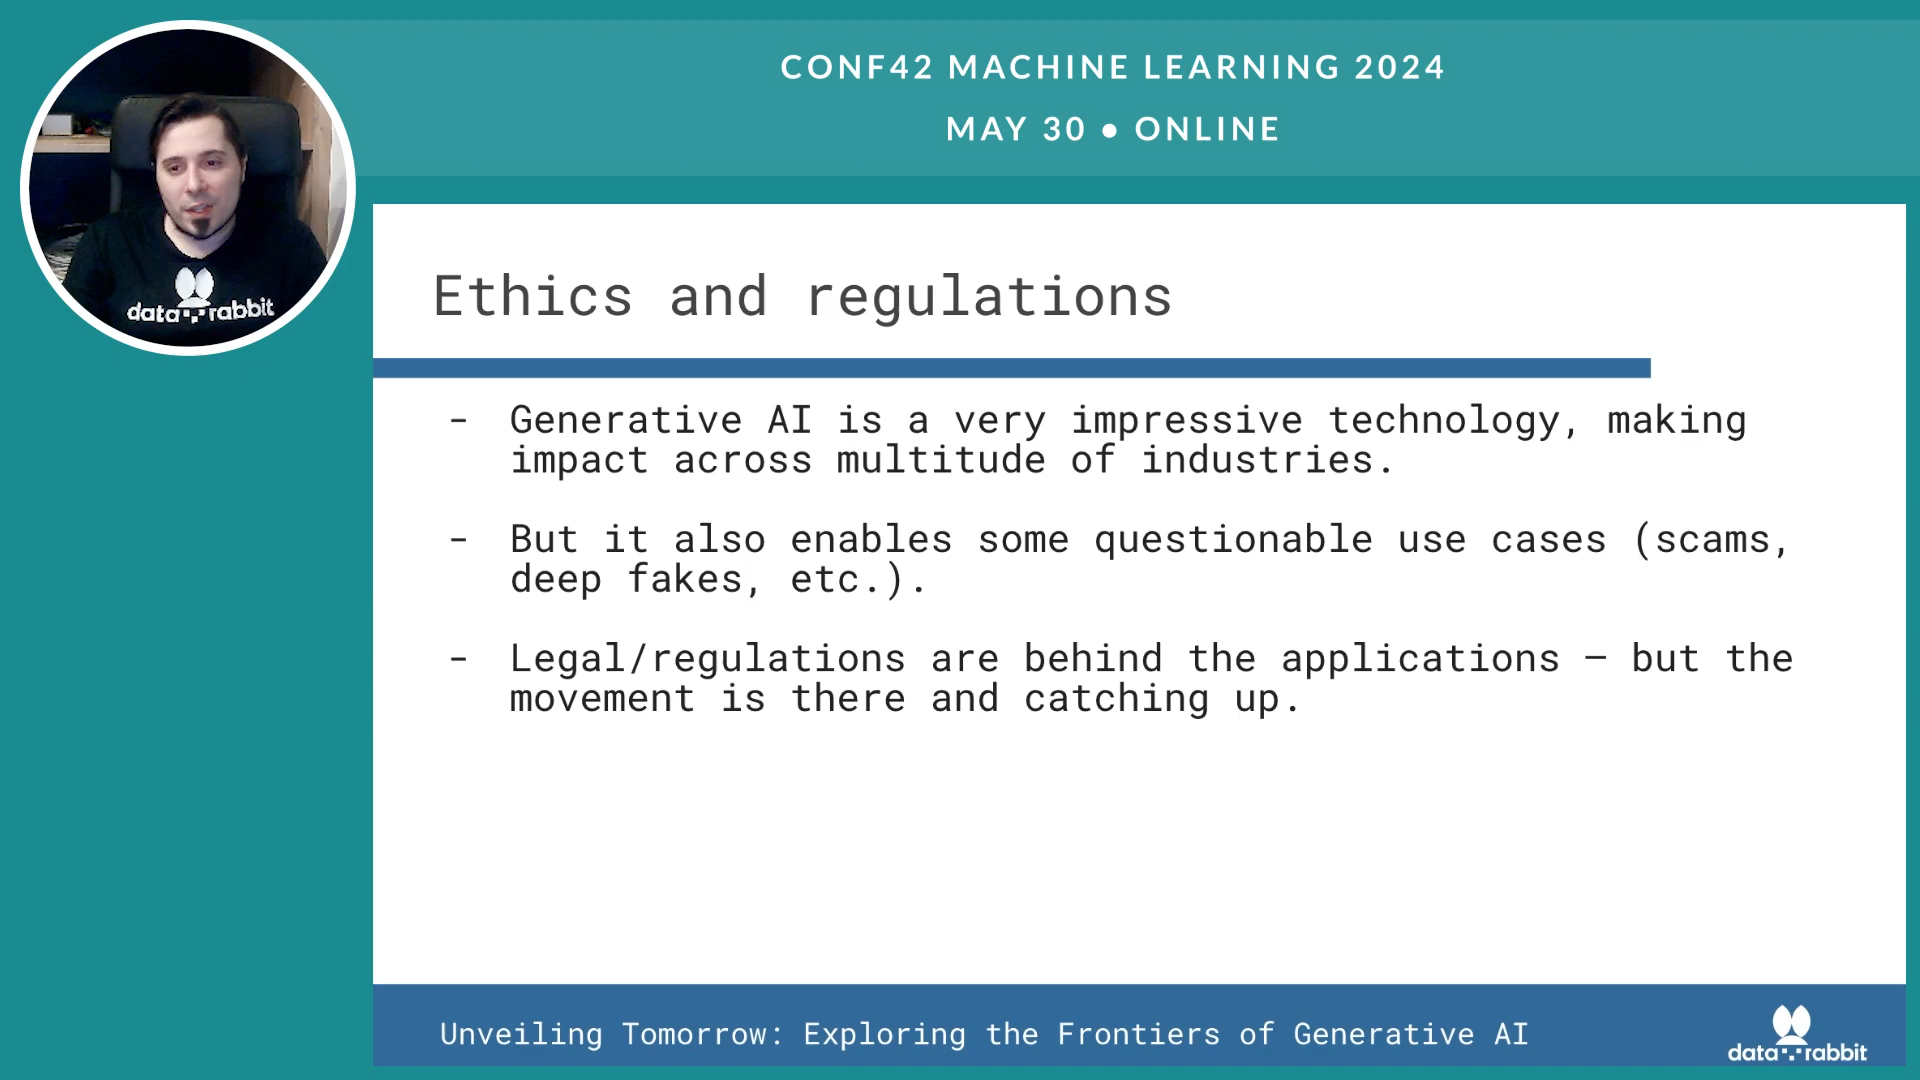 CONF42 MACHINE LEARNING 2024
MAY 30 ● ONLINE
data rabbit
Ethics and regulations
- Generative AI is a very impressive technology, making
impact across multitude of industries.
- But it also enables some questionable use cases (scams,
deep fakes, etc.).
- Legal/regulations are behind the applications – but the
movement is there and catching up.
Unveiling Tomorrow: Exploring the Frontiers of Generative AI
data rabbit